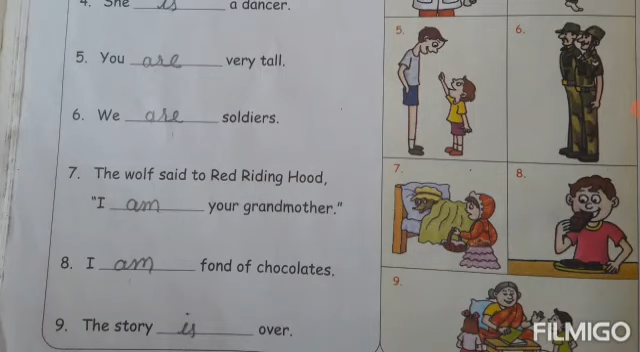 4. She is a dancer.
5. You are very tall.
6. We are soldiers.
7. The wolf said to Red Riding Hood,
"I am your grandmother."
8. I am fond of chocolates.
9. The story is over.
5.
6.
7.
8.
9.
FILMIGO